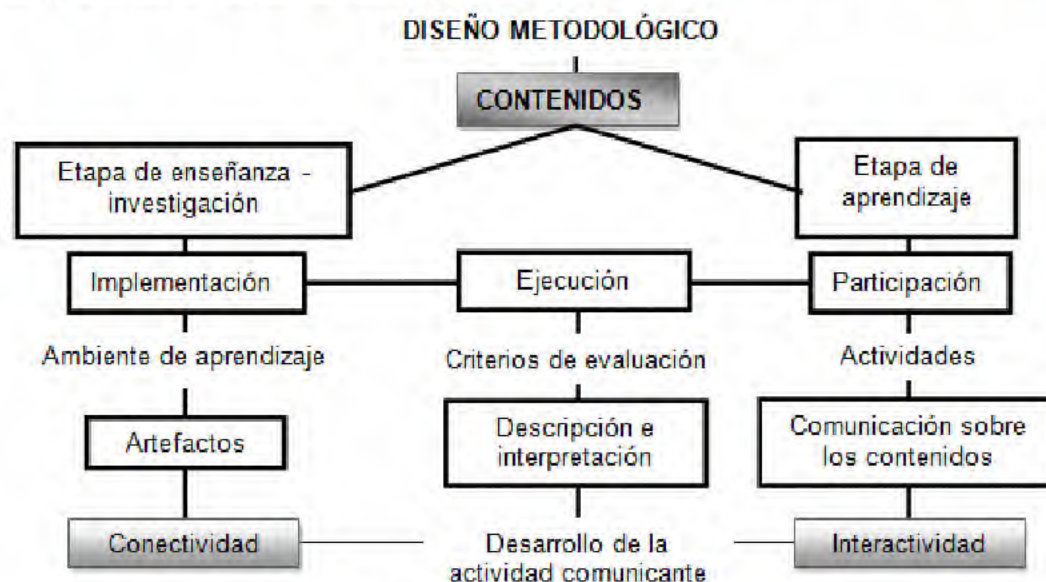 DISEÑO METODOLÓGICO
CONTENIDOS
Etapa de enseñanza -
investigación
Etapa de
aprendizaje
Implementación
Ejecución
Participación
Ambiente de aprendizaje
Criterios de evaluación
Actividades
Artefactos
Descripción e
interpretación
Comunicación sobre
los contenidos
Conectividad
Desarrollo de la
actividad comunicante
Interactividad